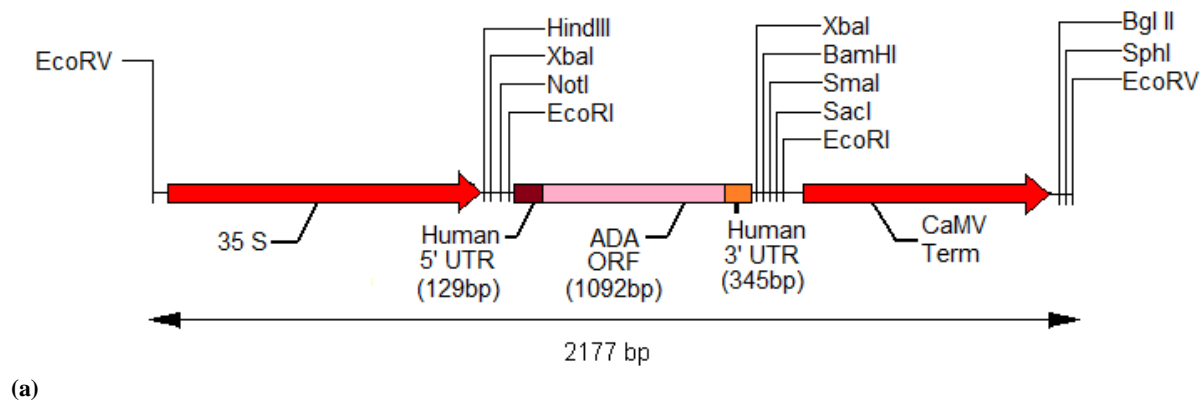 EcoRV
HindIII
XbaI
NotI
EcoRI
XbaI
BamHI
SmaI
SacI
EcoRI
Bgl II
SphI
EcoRV
35 S
Human
5' UTR
(129bp)
ADA
ORF
(1092bp)
Human
3' UTR
(345bp)
CaMV
Term
2177 bp
(a)